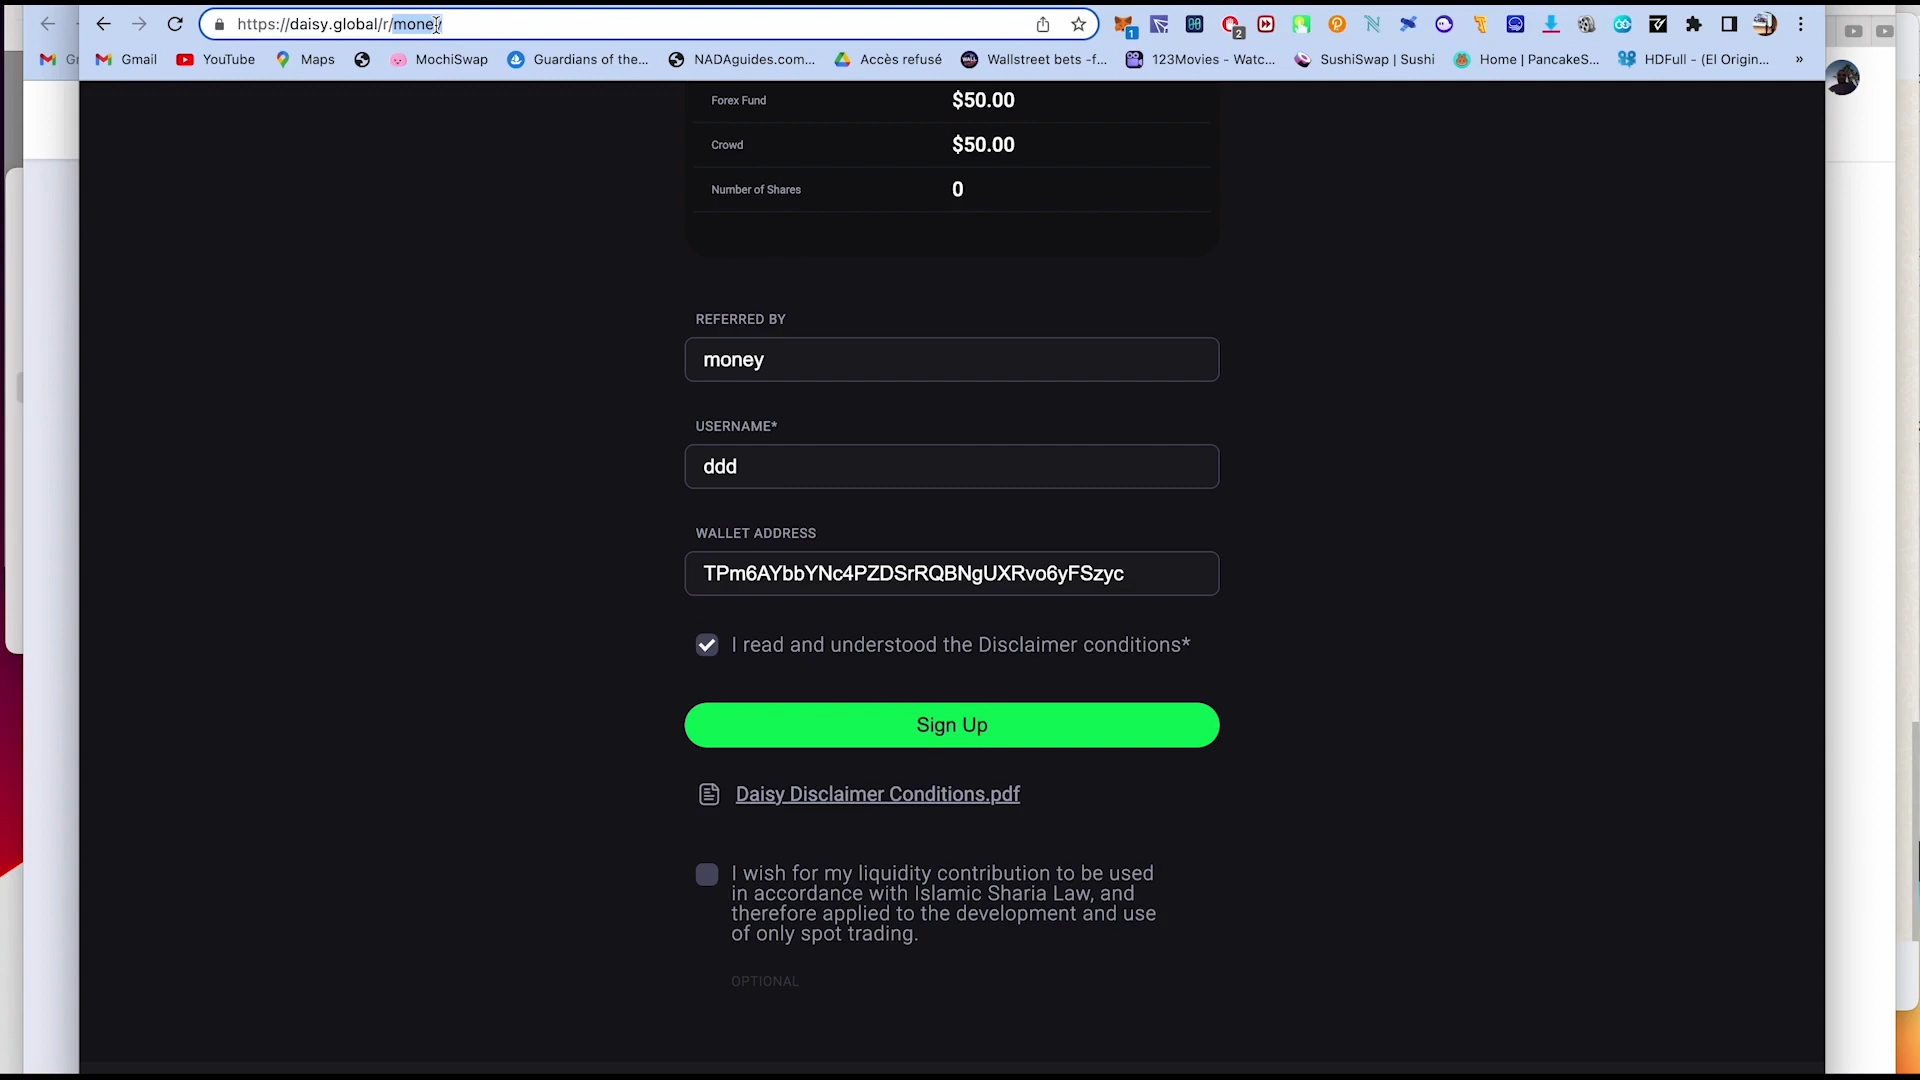 https://daisy.global/r/money
1
2
Gr
Gmail
YouTube
Maps
MochiSwap
Guardians of the...
NADAguides.com...
Accès refusé
Wallstreet bets -f...
123Movies - Watc...
SushiSwap | Sushi
Home | PancakeS...
HDFull - (El Origin...
»
Forex Fund $50.00
Crowd $50.00
Number of Shares 0
REFERRED BY
money
USERNAME*
ddd
WALLET ADDRESS
TPm6AYbbYNc4PZDSrRQBNgUXRvo6yFSzyc
I read and understood the Disclaimer conditions*
Sign Up
Daisy Disclaimer Conditions.pdf
I wish for my liquidity contribution to be used
in accordance with Islamic Sharia Law, and
therefore applied to the development and use
of only spot trading.
OPTIONAL